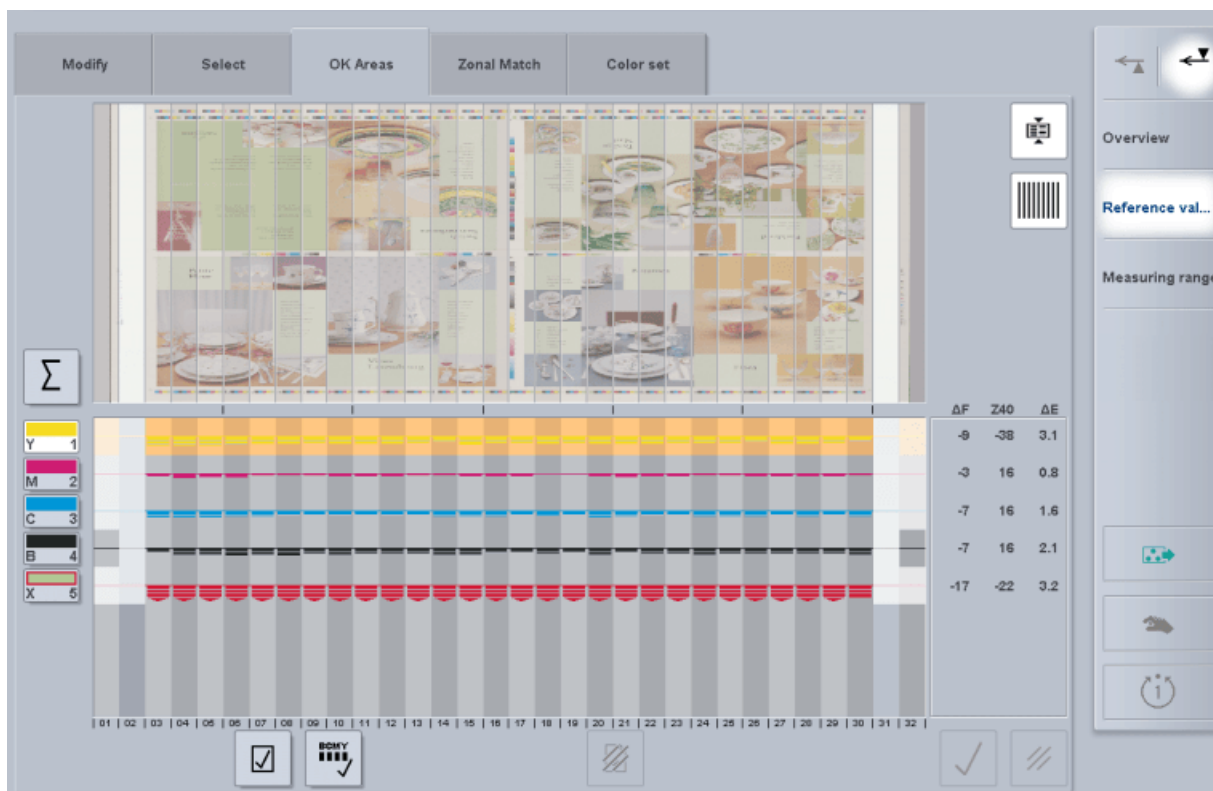 Modify
Select
OK Areas
Zonal Match
Color set
Overview
Reference val...
Measuring range
Σ
ΔF Z40 ΔE
Y 1
-9 -38 3.1
M 2
-3 16 0.8
C 3
-7 16 1.6
B 4
-7 16 2.1
X 5
-17 -22 3.2
01 02 03 04 05 06 07 08 09 10 11 12 13 14 15 16 17 18 19 20 21 22 23 24 25 26 27 28 29 30 31 32
BCMY
1